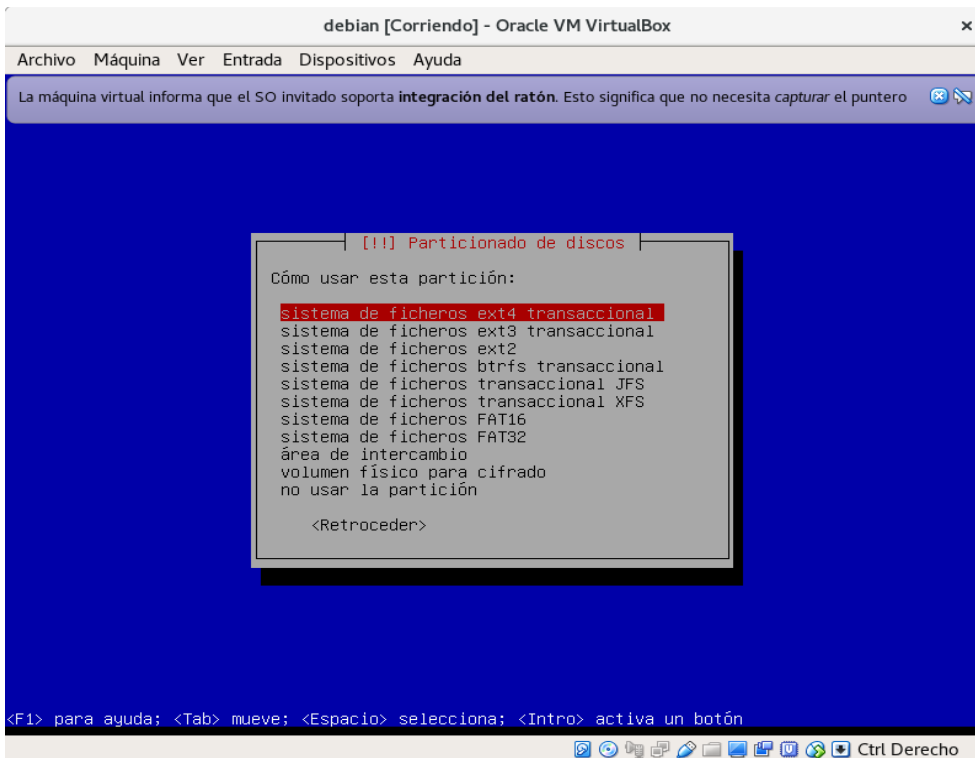 debian [Corriendo] - Oracle VM VirtualBox
Archivo Máquina Ver Entrada Dispositivos Ayuda
La máquina virtual informa que el SO invitado soporta integración del ratón. Esto significa que no necesita capturar el puntero
[!!] Particionado de discos
Cómo usar esta partición:
sistema de ficheros ext4 transaccional
sistema de ficheros ext3 transaccional
sistema de ficheros ext2
sistema de ficheros btrfs transaccional
sistema de ficheros transaccional JFS
sistema de ficheros transaccional XFS
sistema de ficheros FAT16
sistema de ficheros FAT32
área de intercambio
volumen físico para cifrado
no usar la partición
<Retroceder>
<F1> para ayuda; <Tab> mueve; <Espacio> selecciona; <Intro> activa un botón
Ctrl Derecho